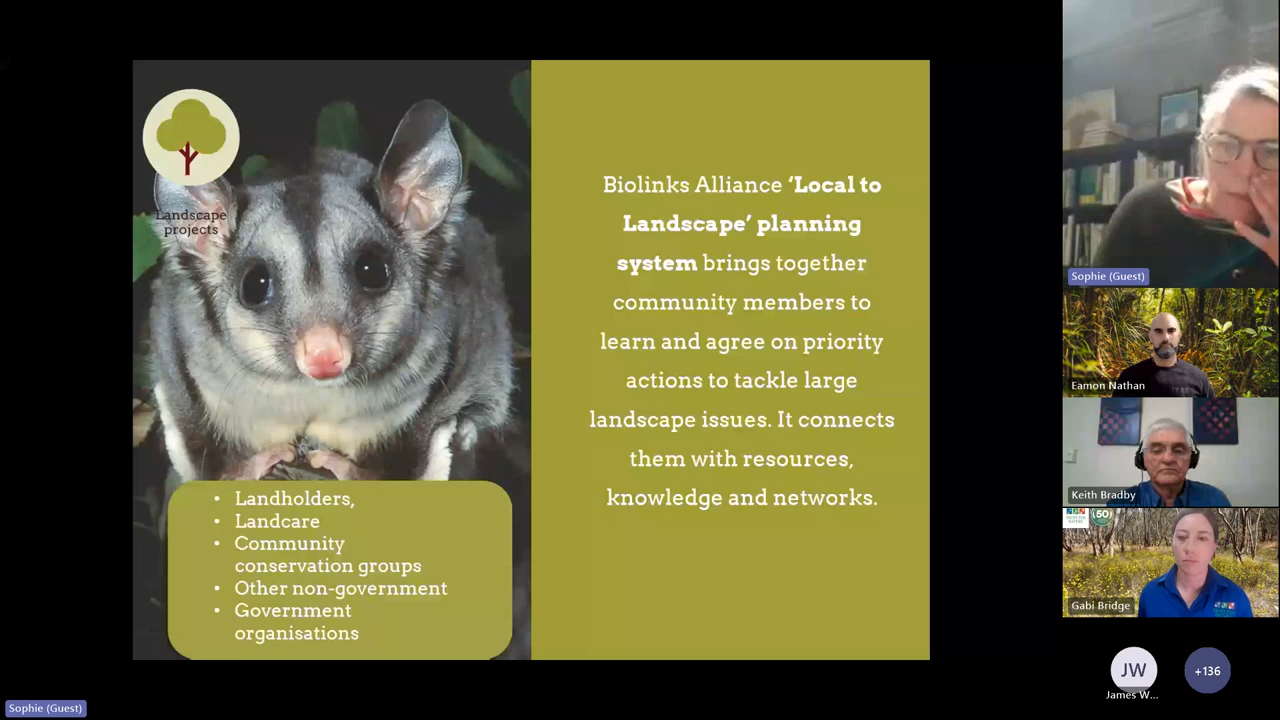 Landscape
projects
• Landholders,
• Landcare
• Community
conservation groups
• Other non-government
• Government
organisations
Biolinks Alliance ‘Local to
Landscape’ planning
system brings together
community members to
learn and agree on priority
actions to tackle large
landscape issues. It connects
them with resources,
knowledge and networks.
Sophie (Guest)
Eamon Nathan
Keith Bradby
50
Gabi Bridge
JW
James W...
+136
Sophie (Guest)